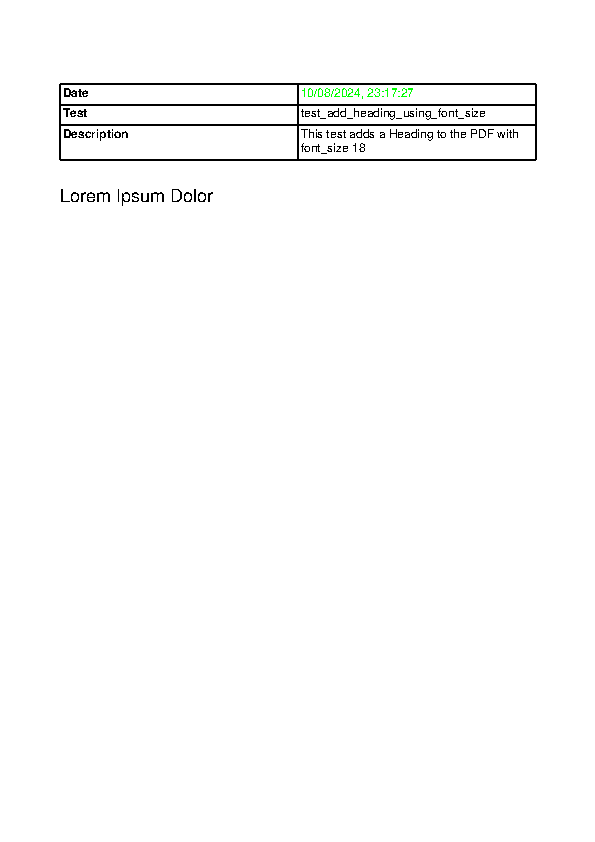 Date 10/08/2024, 23:17:27
Test test_add_heading_using_font_size
Description This test adds a Heading to the PDF with
font_size 18
Lorem Ipsum Dolor